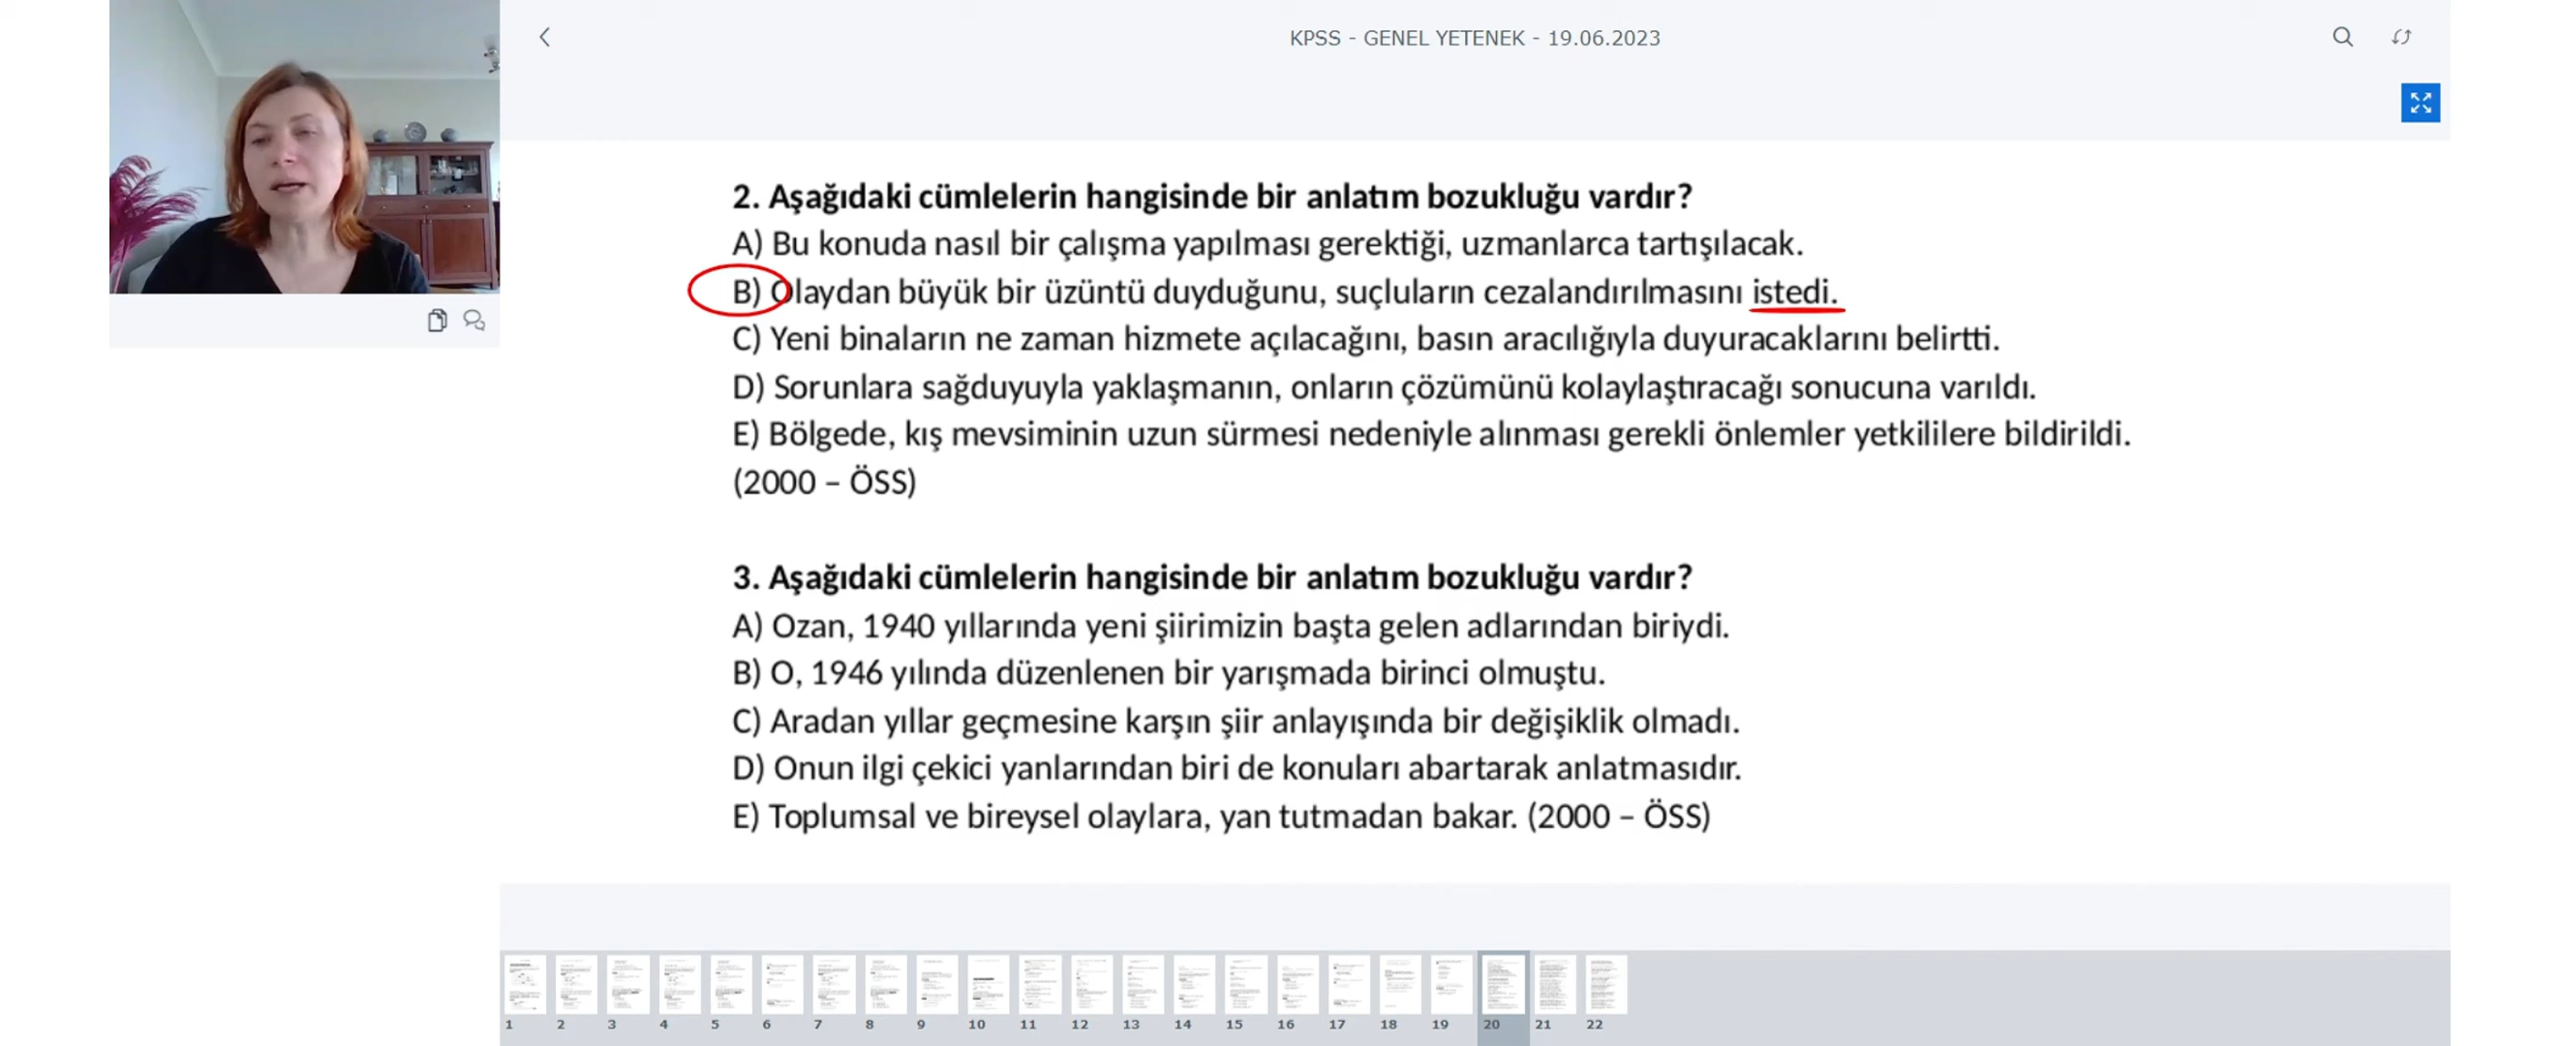 KPSS - GENEL YETENEK - 19.06.2023
2. Aşağıdaki cümlelerin hangisinde bir anlatım bozukluğu vardır?
A) Bu konuda nasıl bir çalışma yapılması gerektiği, uzmanlarca tartışılacak.
B) Olaydan büyük bir üzüntü duyduğunu, suçluların cezalandırılmasını istedi.
C) Yeni binaların ne zaman hizmete açılacağını, basın aracılığıyla duyuracaklarını belirtti.
D) Sorunlara sağduyuyla yaklaşmanın, onların çözümünü kolaylaştıracağı sonucuna varıldı.
E) Bölgede, kış mevsiminin uzun sürmesi nedeniyle alınması gerekli önlemler yetkililere bildirildi.
(2000 – ÖSS)
3. Aşağıdaki cümlelerin hangisinde bir anlatım bozukluğu vardır?
A) Ozan, 1940 yıllarında yeni şiirimizin başta gelen adlarından biriydi.
B) O, 1946 yılında düzenlenen bir yarışmada birinci olmuştu.
C) Aradan yıllar geçmesine karşın şiir anlayışında bir değişiklik olmadı.
D) Onun ilgi çekici yanlarından biri de konuları abartarak anlatmasıdır.
E) Toplumsal ve bireysel olaylara, yan tutmadan bakar. (2000 – ÖSS)
1 2 3 4 5 6 7 8 9 10 11 12 13 14 15 16 17 18 19 20 21 22